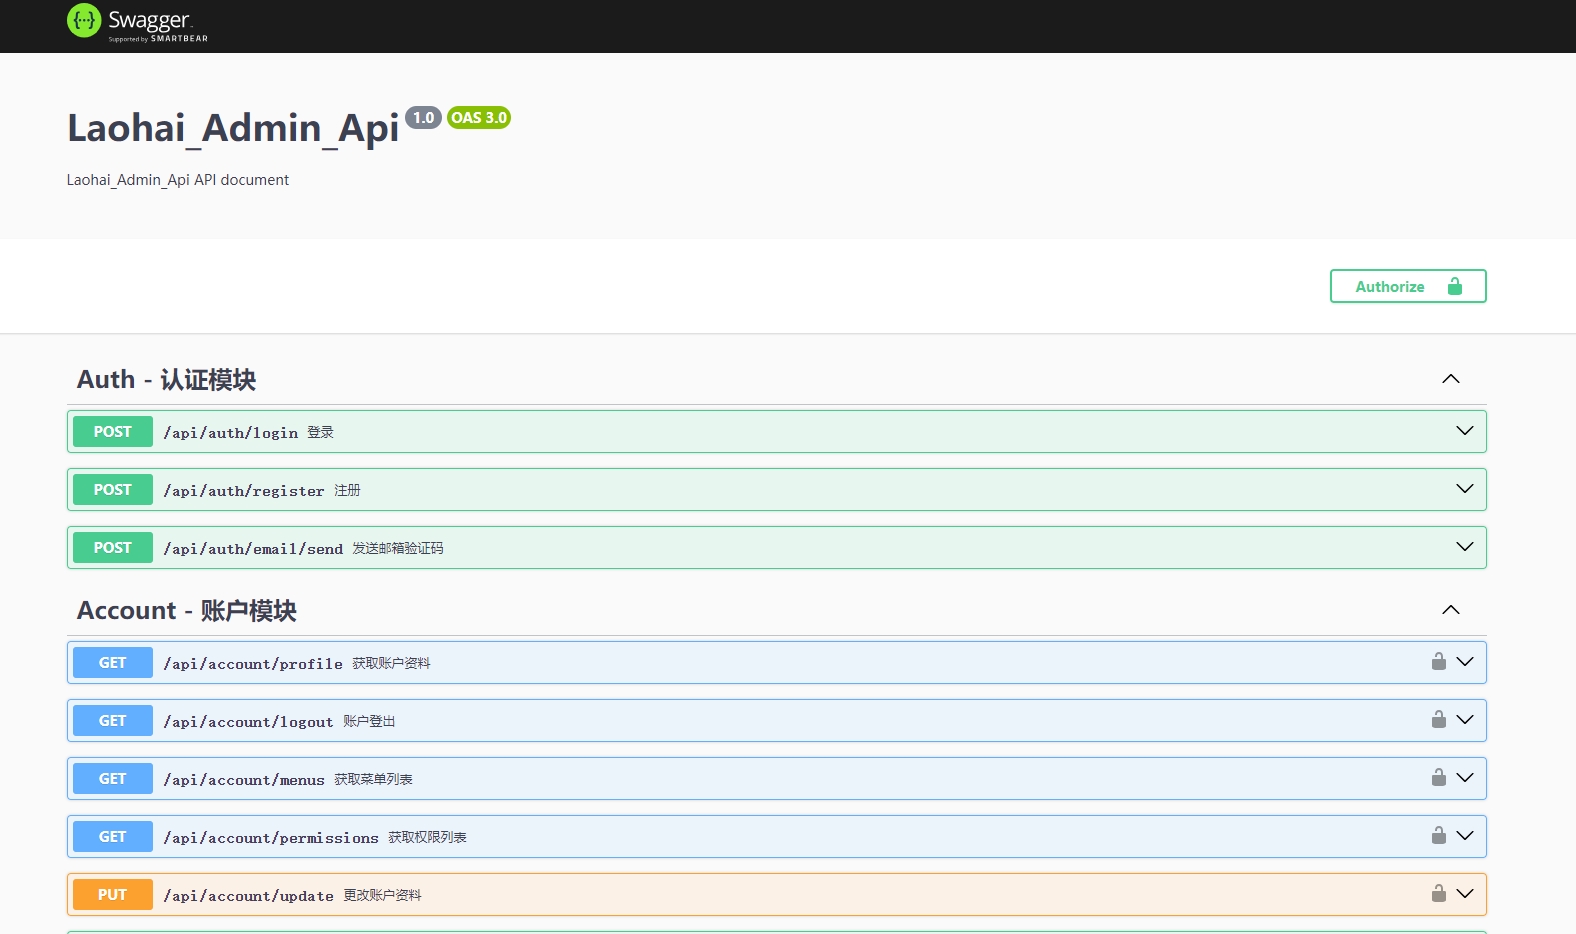 Swagger
Supported by SMARTBEAR
Laohai_Admin_Api 1.0 OAS 3.0
Laohai_Admin_Api API document
Authorize
Auth - 认证模块
POST /api/auth/login 登录
POST /api/auth/register 注册
POST /api/auth/email/send 发送邮箱验证码
Account - 账户模块
GET /api/account/profile 获取账户资料
GET /api/account/logout 账户登出
GET /api/account/menus 获取菜单列表
GET /api/account/permissions 获取权限列表
PUT /api/account/update 更改账户资料